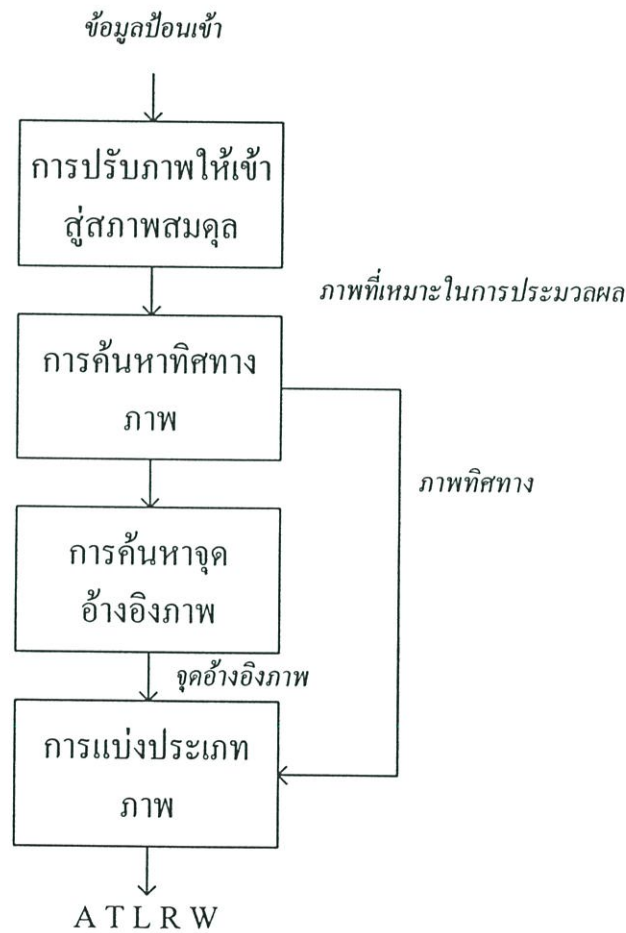 ข้อมูลป้อนเข้า
การปรับภาพให้เข้า
สู่สภาพสมดุล
ภาพที่เหมาะในการประมวลผล
การค้นหาทิศทาง
ภาพ
ภาพทิศทาง
การค้นหาจุด
อ้างอิงภาพ
จุดอ้างอิงภาพ
การแบ่งประเภท
ภาพ
A T L R W